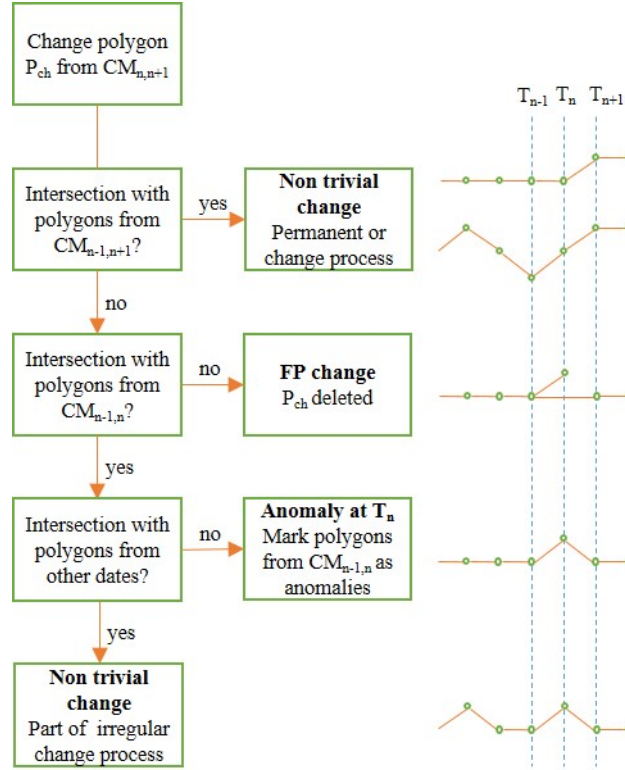 Change polygon
P_ch from CM_n,n+1
T_n-1 T_n T_n+1
Intersection with
polygons from
CM_n-1,n+1?
yes
Non trivial
change
Permanent or
change process
no
Intersection with
polygons from
CM_n-1,n?
no
FP change
P_ch deleted
yes
Intersection with
polygons from
other dates?
no
Anomaly at T_n
Mark polygons
from CM_n-1,n as
anomalies
yes
Non trivial
change
Part of irregular
change process